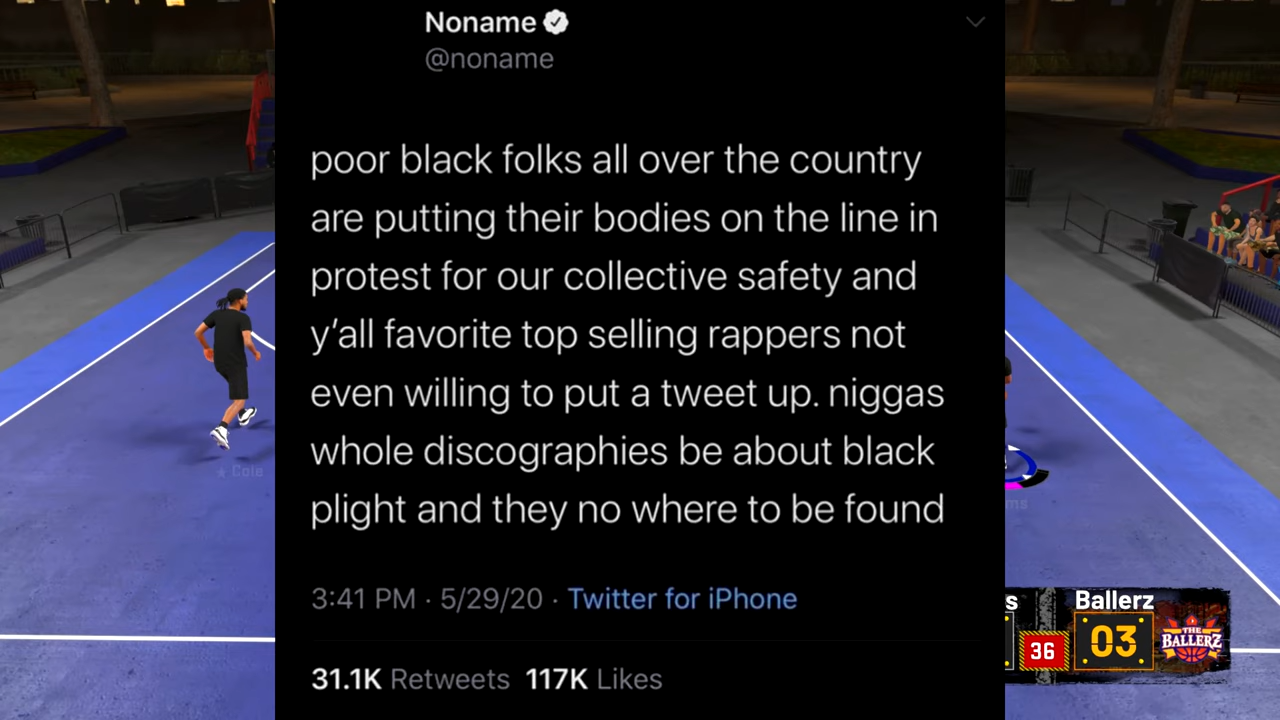 Noname
@noname
poor black folks all over the country
are putting their bodies on the line in
protest for our collective safety and
y'all favorite top selling rappers not
even willing to put a tweet up. niggas
whole discographies be about black
plight and they no where to be found
3:41 PM · 5/29/20 · Twitter for iPhone
31.1K Retweets 117K Likes
Cole
ms
s
Ballerz
36
03
THE
BALLERZ